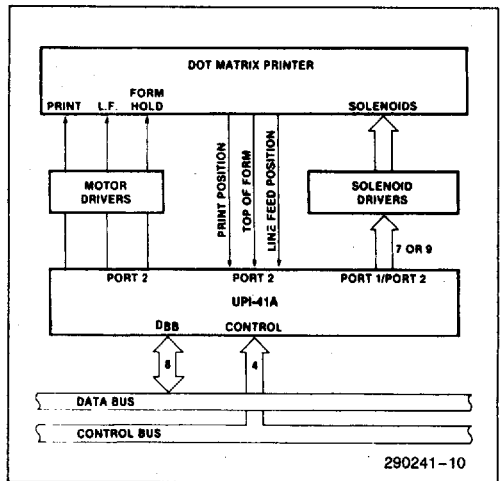 DOT MATRIX PRINTER
FORM
PRINT L.F. HOLD SOLENOIDS
MOTOR
DRIVERS
PRINT POSITION
TOP OF FORM
LINE FEED POSITION
SOLENOID
DRIVERS
7 OR 9
PORT 2 PORT 2 PORT 1/PORT 2
UPI-41A
DBB CONTROL
8 4
DATA BUS
CONTROL BUS
290241-10